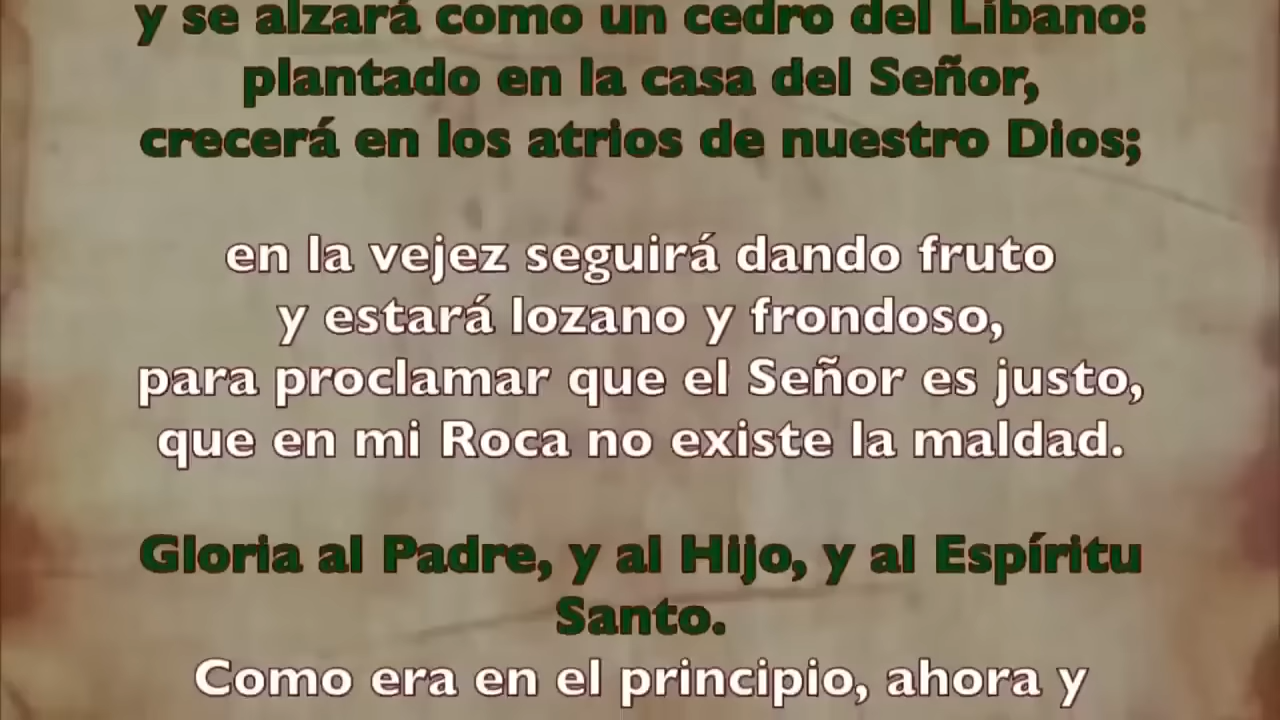 y se alzará como un cedro del Líbano:
plantado en la casa del Señor,
crecerá en los atrios de nuestro Dios;
en la vejez seguirá dando fruto
y estará lozano y frondoso,
para proclamar que el Señor es justo,
que en mi Roca no existe la maldad.
Gloria al Padre, y al Hijo, y al Espíritu
Santo.
Como era en el principio, ahora y